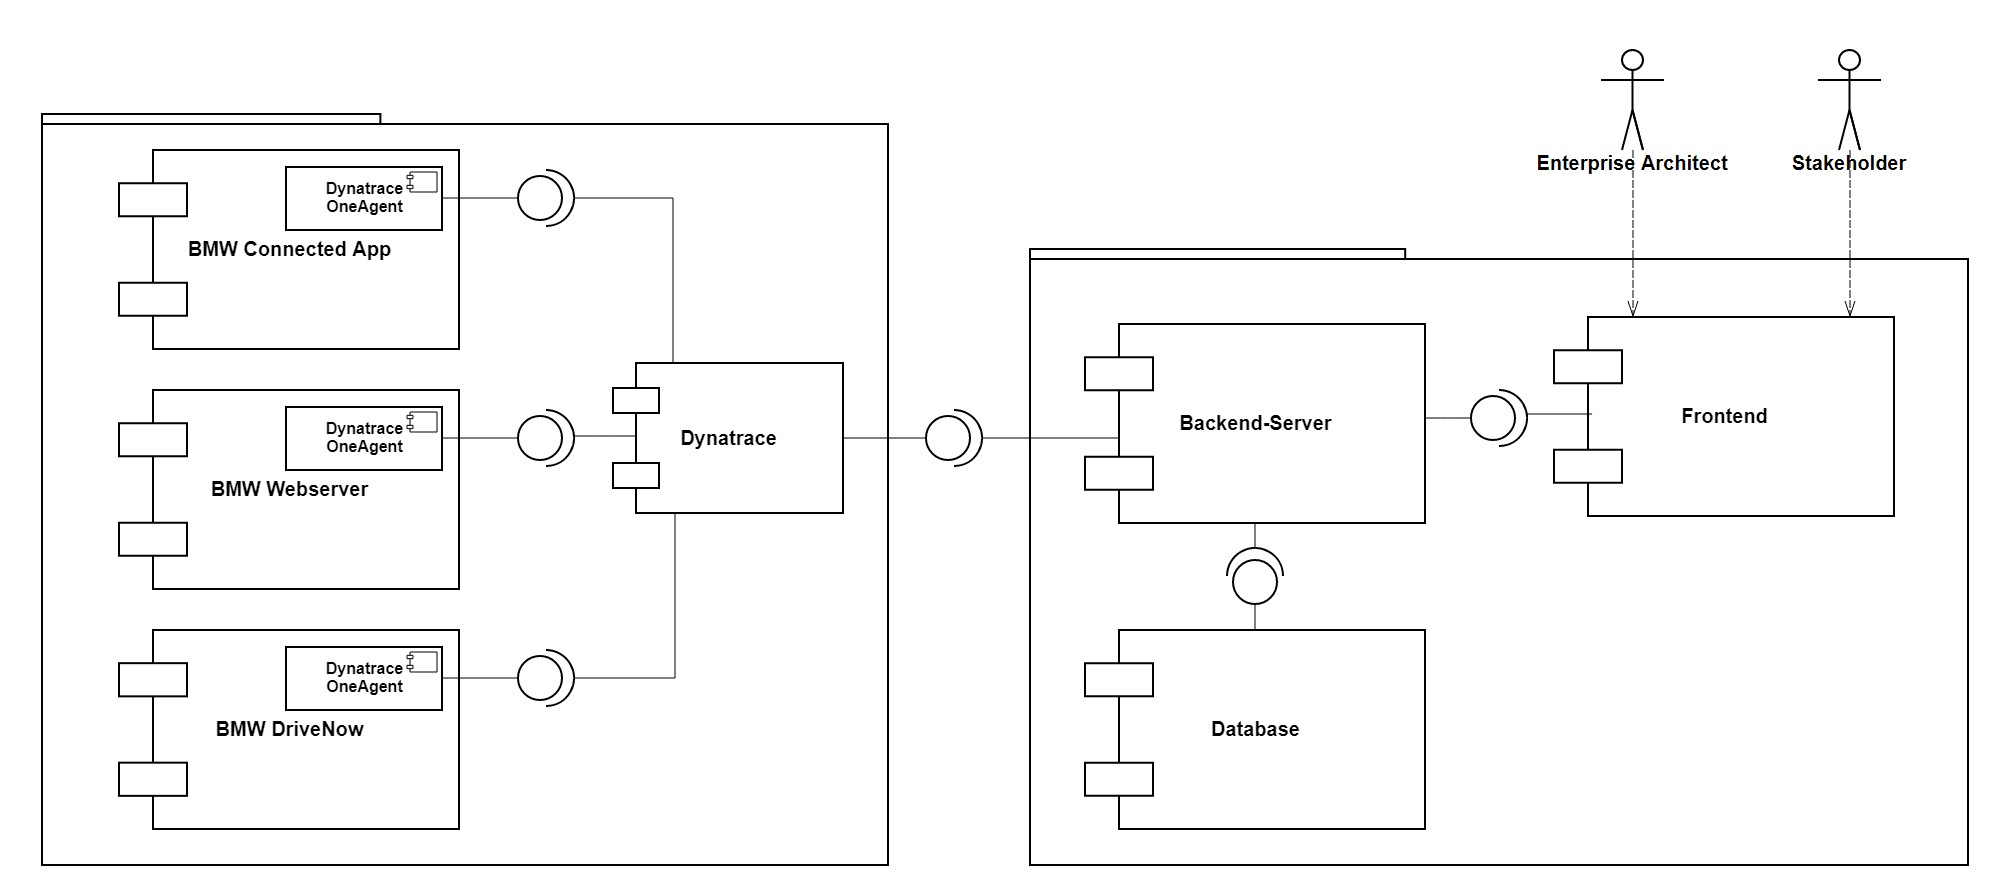 Enterprise Architect
Stakeholder
Dynatrace
OneAgent
BMW Connected App
Dynatrace
OneAgent
BMW Webserver
Dynatrace
OneAgent
BMW DriveNow
Dynatrace
Backend-Server
Frontend
Database